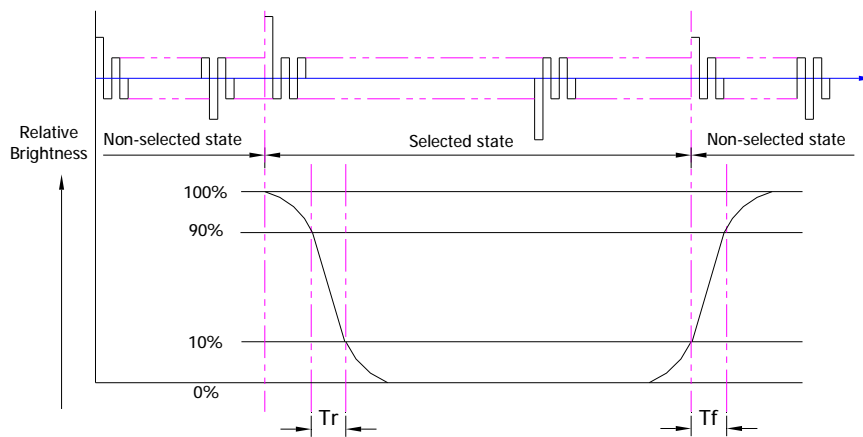 Relative
Brightness
Non-selected state
Selected state
Non-selected state
100%
90%
10%
0%
Tr
Tf